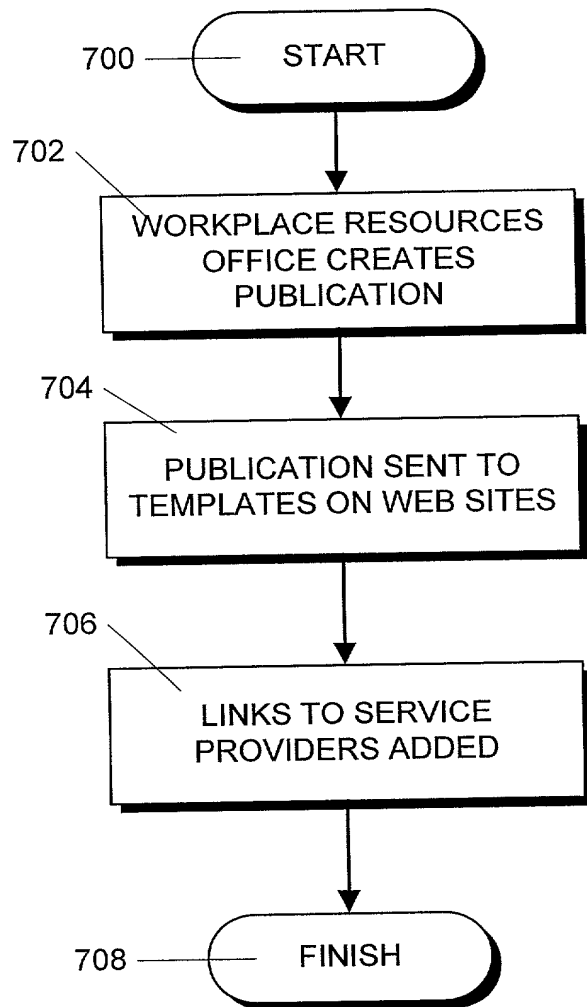 700
START
702
WORKPLACE RESOURCES
OFFICE CREATES
PUBLICATION
704
PUBLICATION SENT TO
TEMPLATES ON WEB SITES
706
LINKS TO SERVICE
PROVIDERS ADDED
708
FINISH